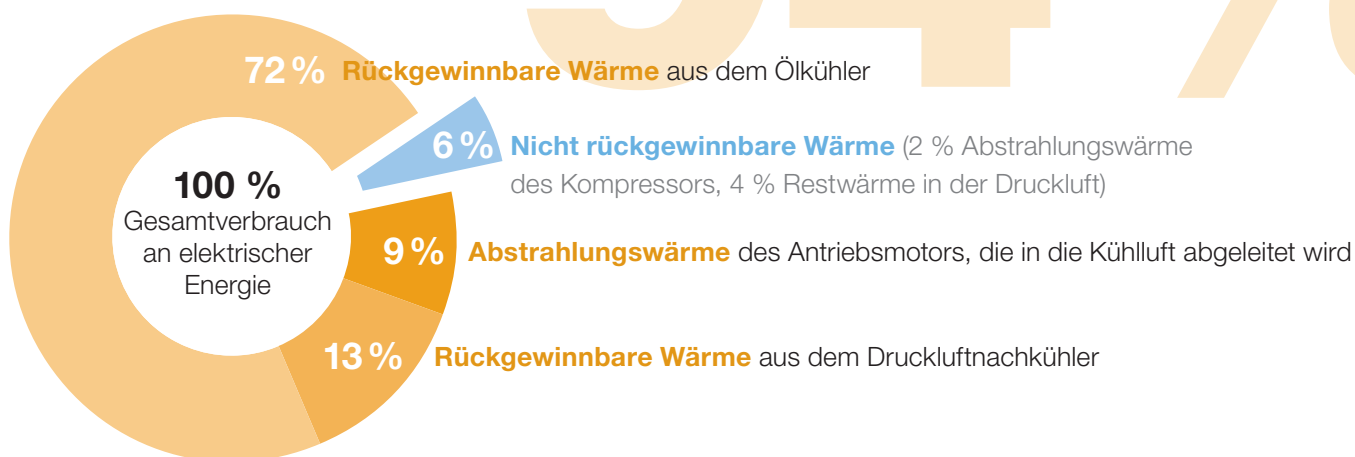 94 %
72 % Rückgewinnbare Wärme aus dem Ölkühler
6 % Nicht rückgewinnbare Wärme (2 % Abstrahlungswärme
des Kompressors, 4 % Restwärme in der Druckluft)
100 %
Gesamtverbrauch
an elektrischer
Energie
9 % Abstrahlungswärme des Antriebsmotors, die in die Kühlluft abgeleitet wird
13 % Rückgewinnbare Wärme aus dem Druckluftnachkühler